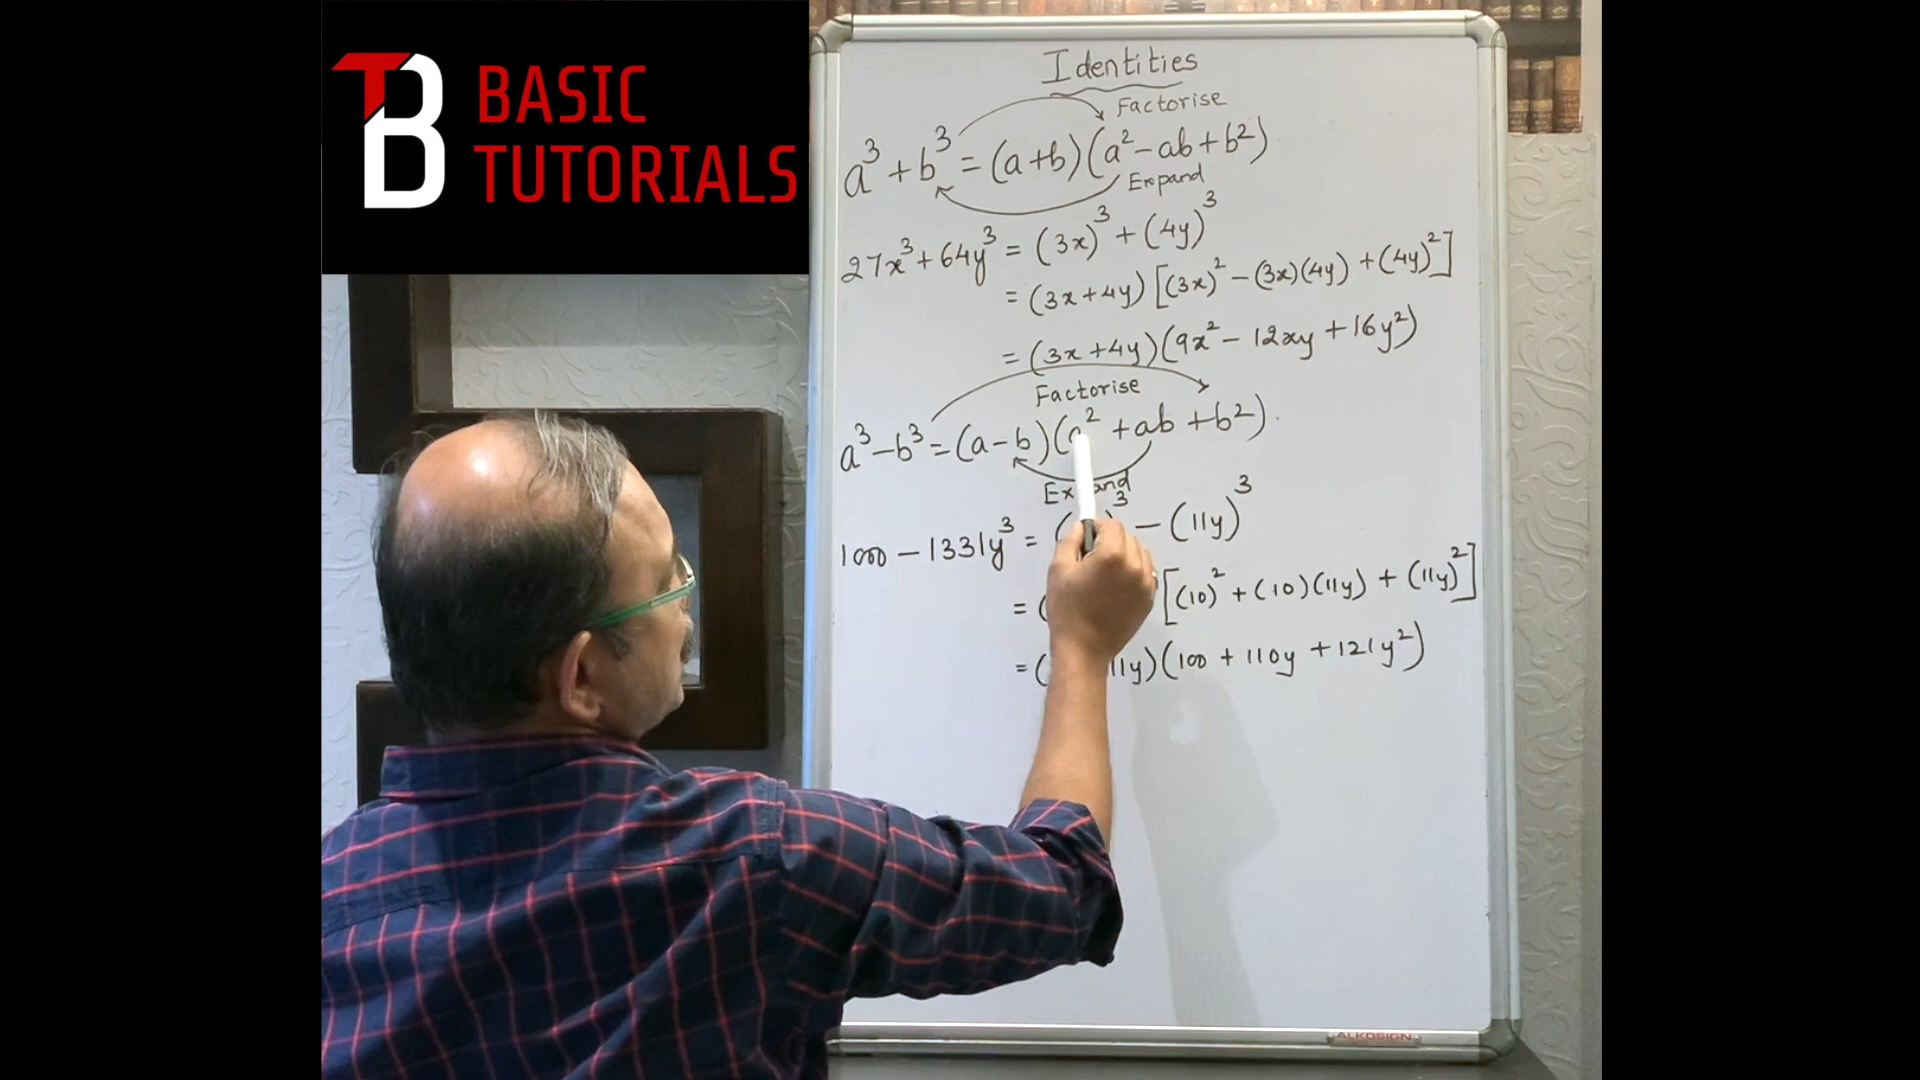 BASIC
TUTORIALS
Identities
Factorise
a³ + b³ = (a+b)(a² - ab + b²)
Expand
27x³ + 64y³ = (3x)³ + (4y)³
= (3x+4y)[(3x)² - (3x)(4y) + (4y)²]
= (3x+4y)(9x² - 12xy + 16y²)
Factorise
a³ - b³ = (a-b)(a² + ab + b²).
1000 - 1331y³ = ( )³ - (11y)³
= ( [(10)² + (10)(11y) + (11y)²]
= ( 11y)(100 + 110y + 121y²)
ALKOSIGN